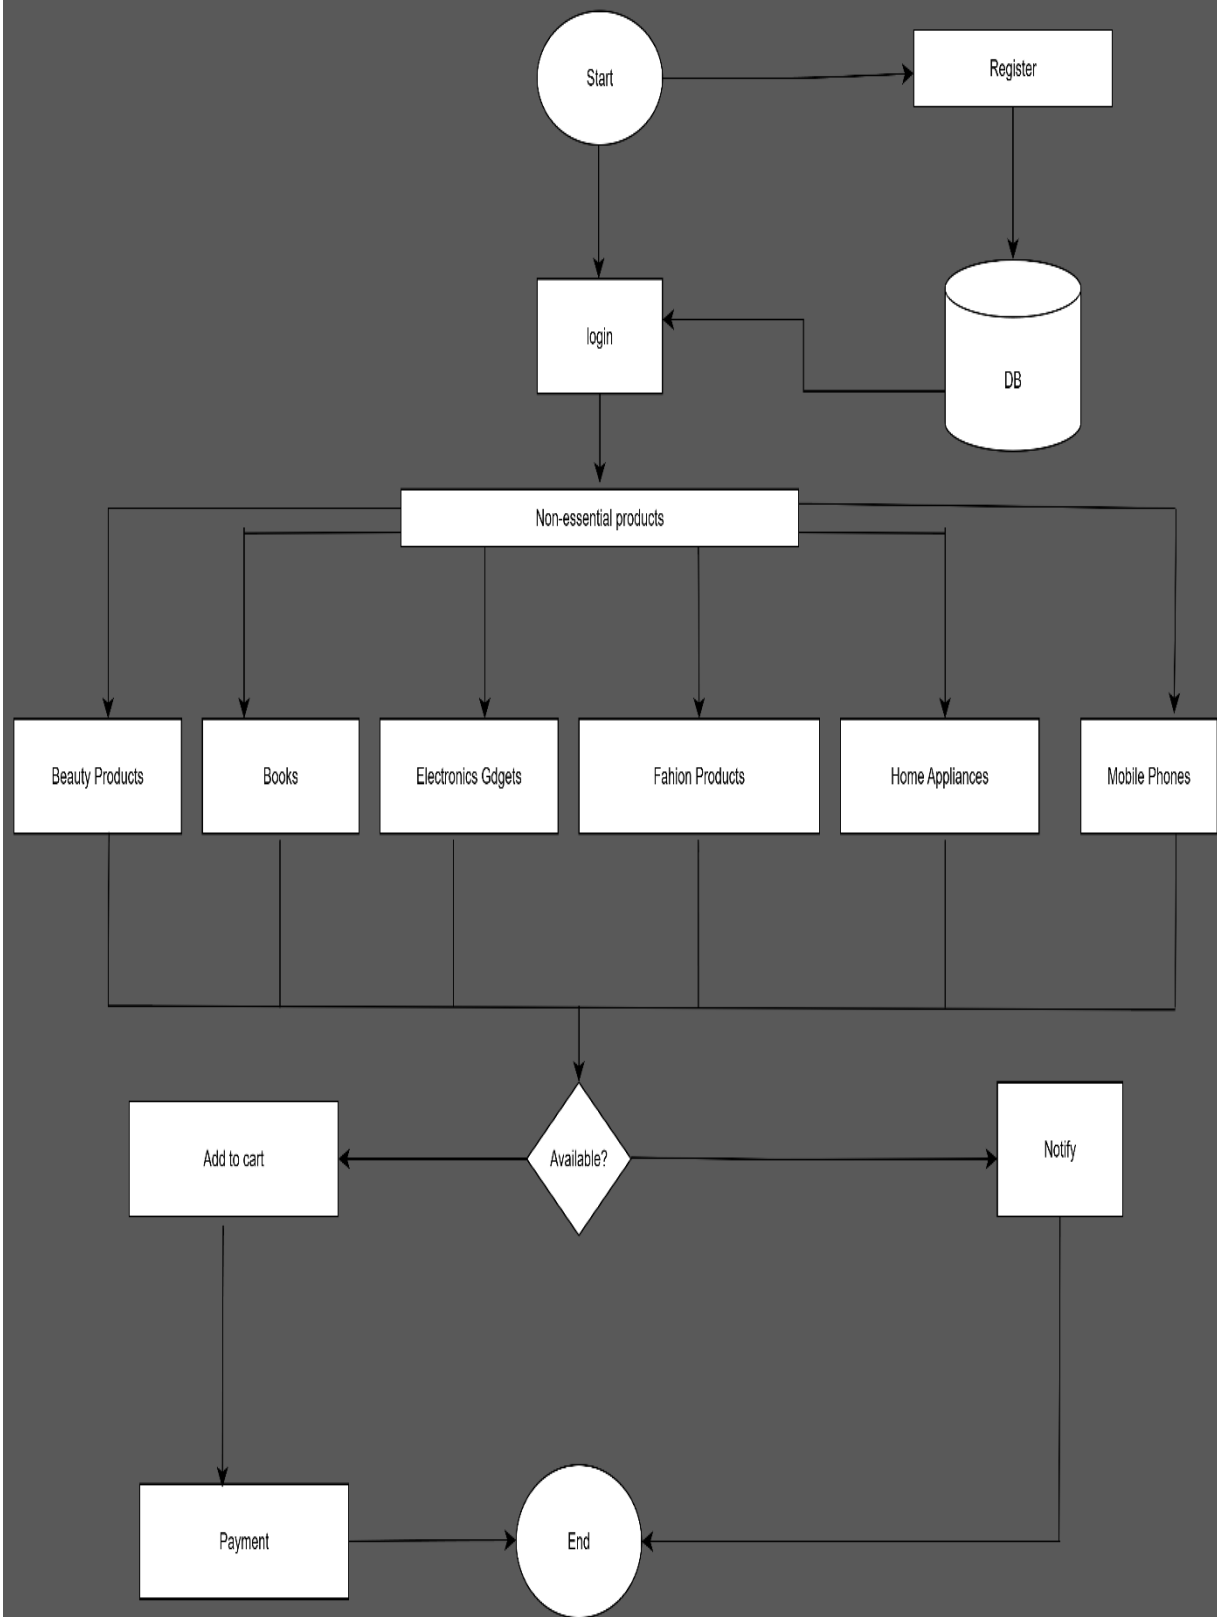 Start
Register
login
DB
Non-essential products
Beauty Products
Books
Electronics Gdgets
Fahion Products
Home Appliances
Mobile Phones
Add to cart
Available?
Notify
Payment
End